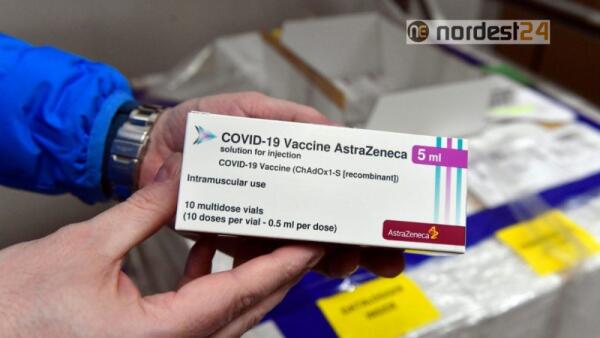 nordest24
COVID-19 Vaccine AstraZeneca
solution for injection
5 ml
COVID-19 Vaccine (ChAdOx1-S [recombinant])
Intramuscular use
10 multidose vials
(10 doses per vial - 0.5 ml per dose)
AstraZeneca